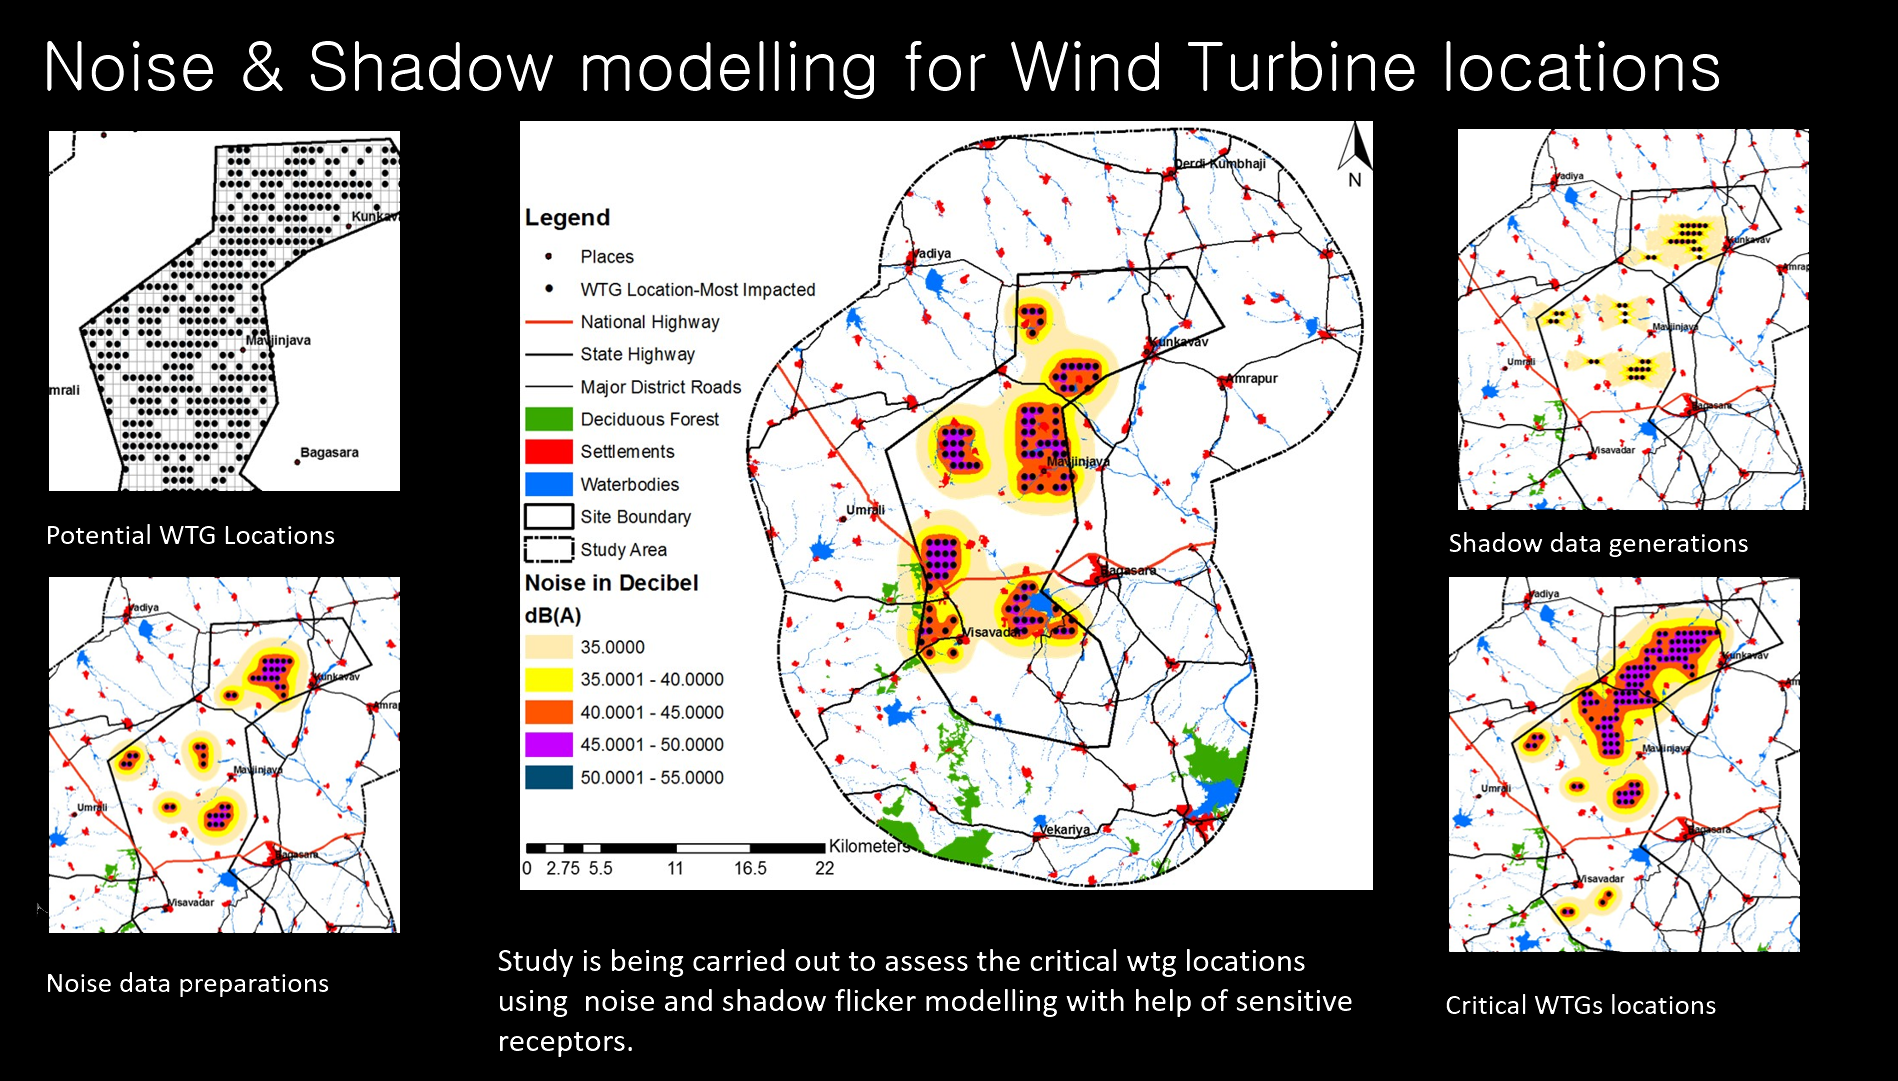 Noise & Shadow modelling for Wind Turbine locations
Kunkav
Mavjinjava
mrali
Bagasara
Potential WTG Locations
Vadiya
Kunkavav
Amrap
Mavjinjava
Umrali
Bagasara
Visavadar
Noise data preparations
N
Legend
Places
WTG Location-Most Impacted
National Highway
State Highway
Major District Roads
Deciduous Forest
Settlements
Waterbodies
Site Boundary
Study Area
Noise in Decibel
dB(A)
35.0000
35.0001 - 40.0000
40.0001 - 45.0000
45.0001 - 50.0000
50.0001 - 55.0000
Kilometers
0 2.75 5.5 11 16.5 22
Derdi Kumbhaji
Vadiya
Kunkavav
Amrapur
Mavjinjava
Umrali
Bagasara
Visavadar
Vekariya
Study is being carried out to assess the critical wtg locations
using noise and shadow flicker modelling with help of sensitive
receptors.
Vadiya
Kunkavav
Amrap
Mavjinjava
Umrali
Bagasara
Visavadar
Shadow data generations
Vadiya
Kunkavav
Am
Mavjinjava
Umrali
Bagasara
Visavadar
Critical WTGs locations